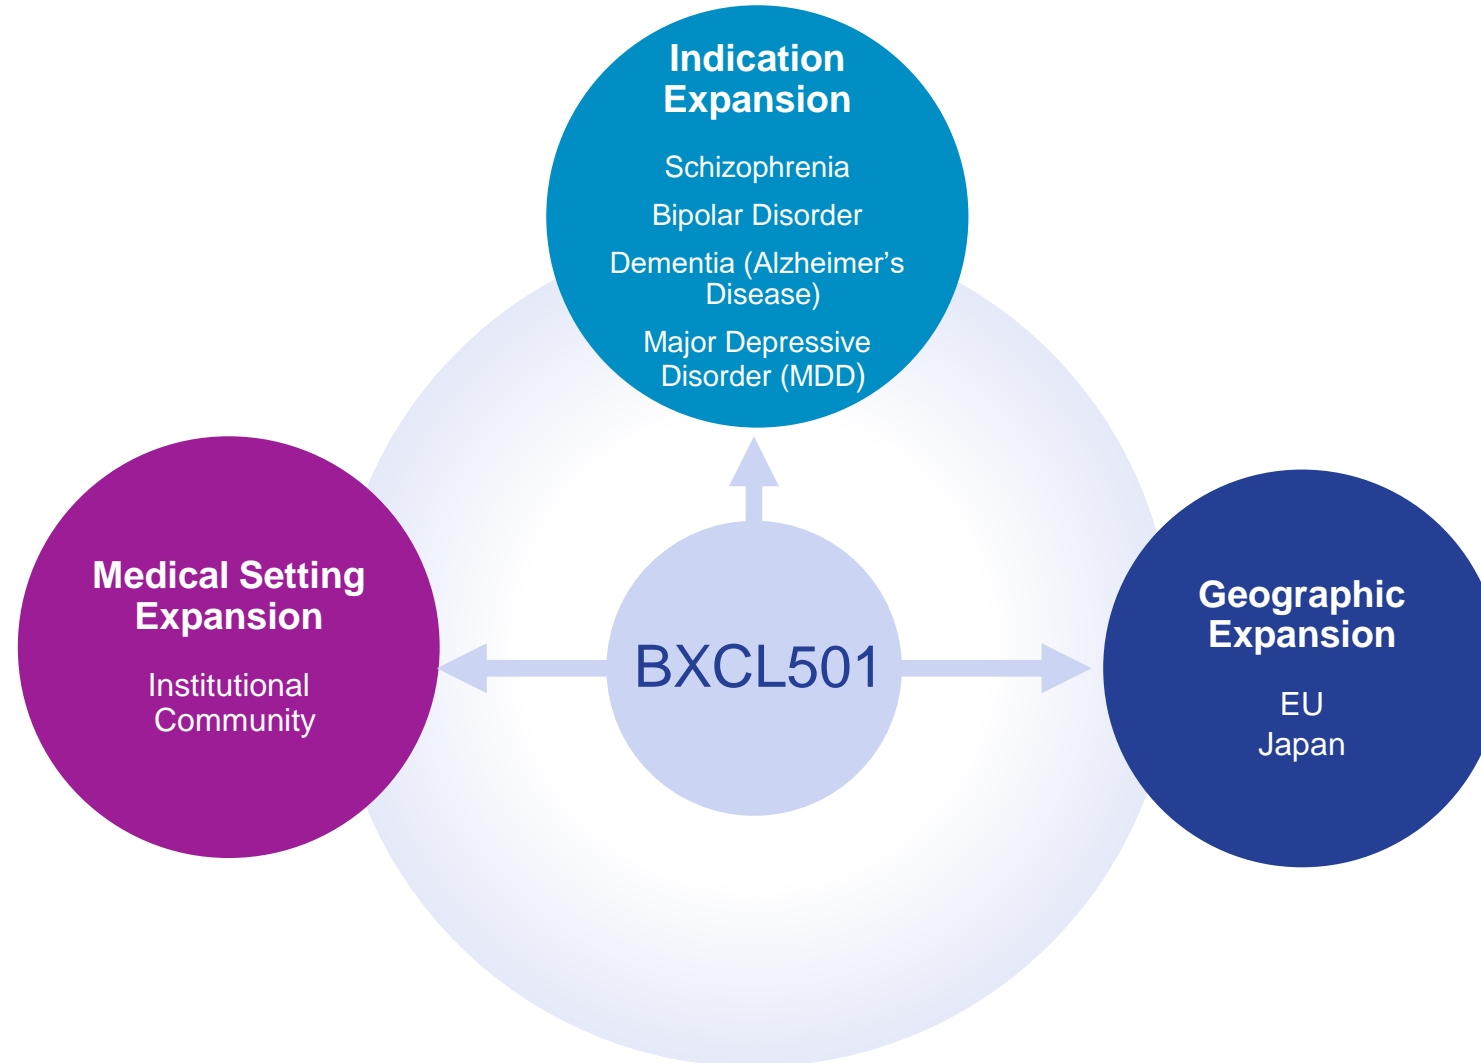 Indication
Expansion
Schizophrenia
Bipolar Disorder
Dementia (Alzheimer’s
Disease)
Major Depressive
Disorder (MDD)
Medical Setting
Expansion
Institutional
Community
BXCL501
Geographic
Expansion
EU
Japan